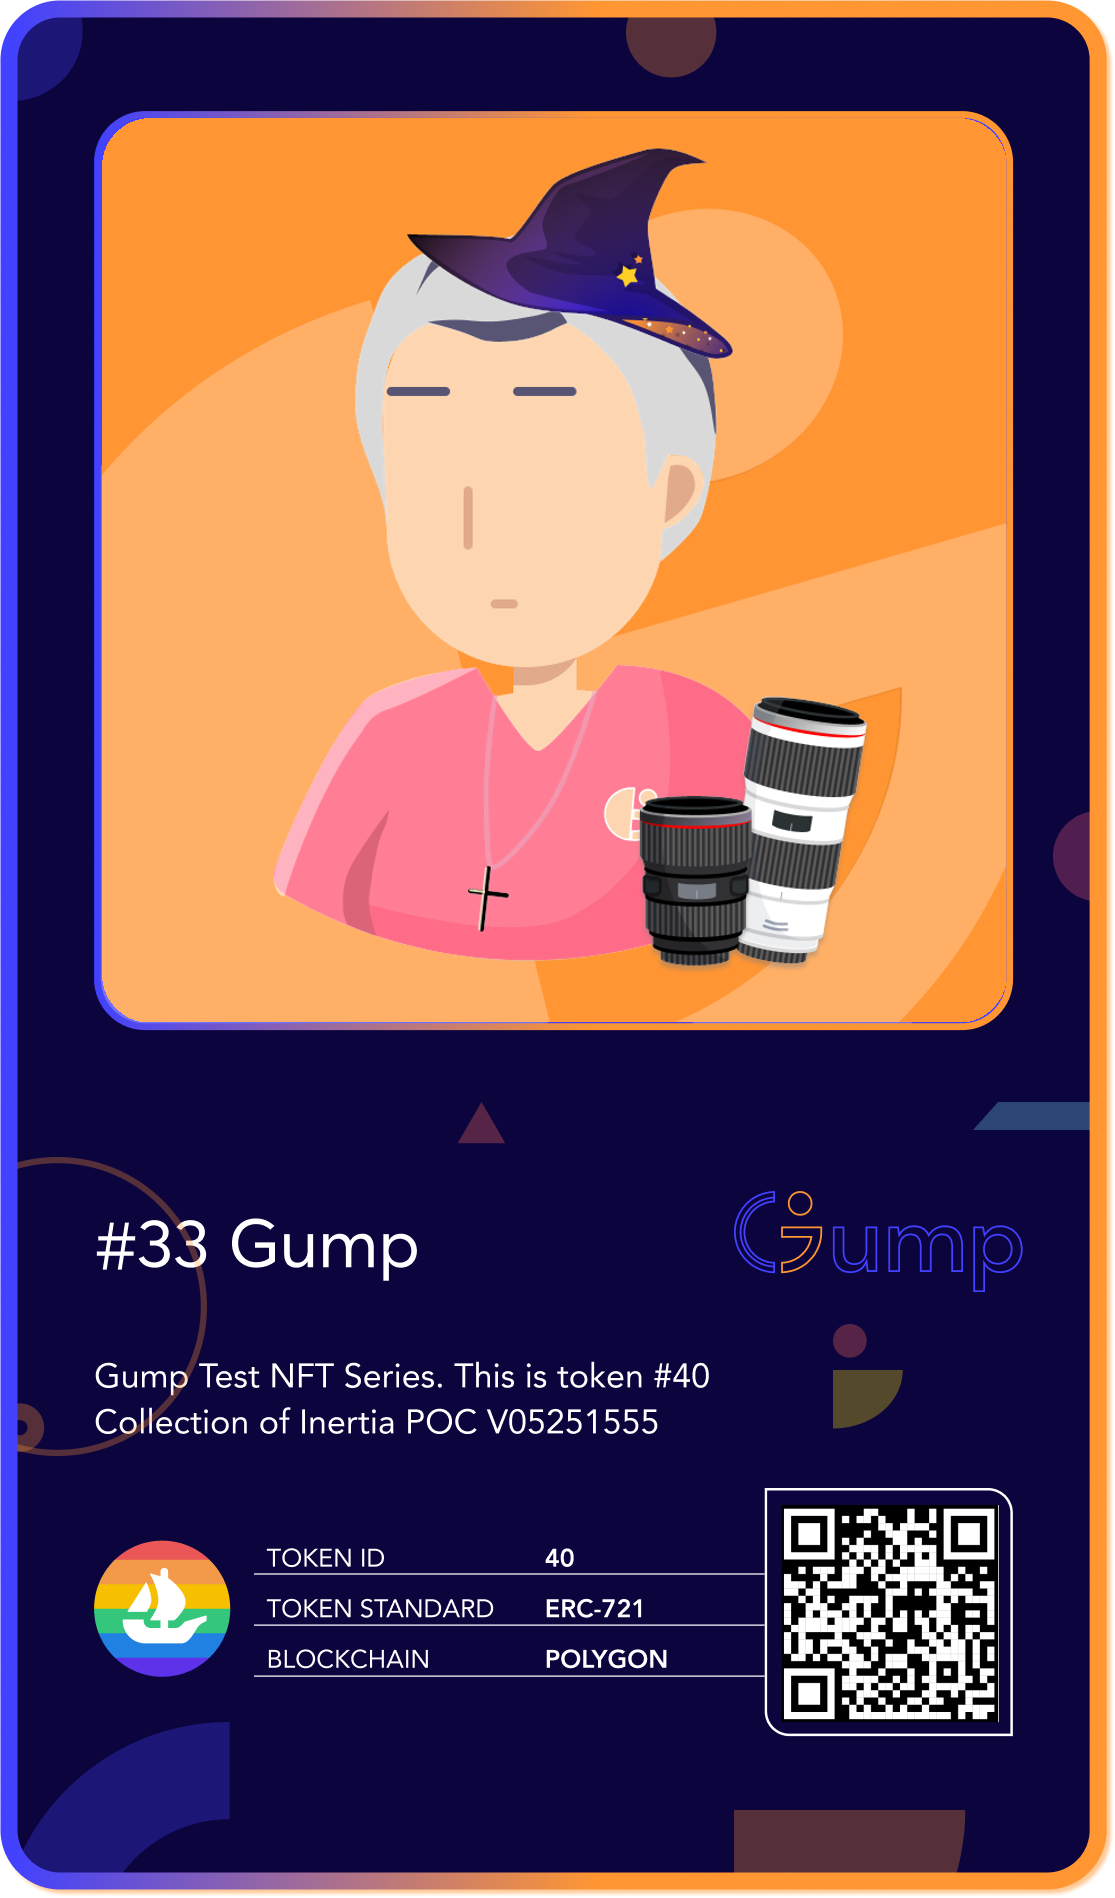 #33 Gump
Gump
Gump Test NFT Series. This is token #40
Collection of Inertia POC V05251555
TOKEN ID 40
TOKEN STANDARD ERC-721
BLOCKCHAIN POLYGON